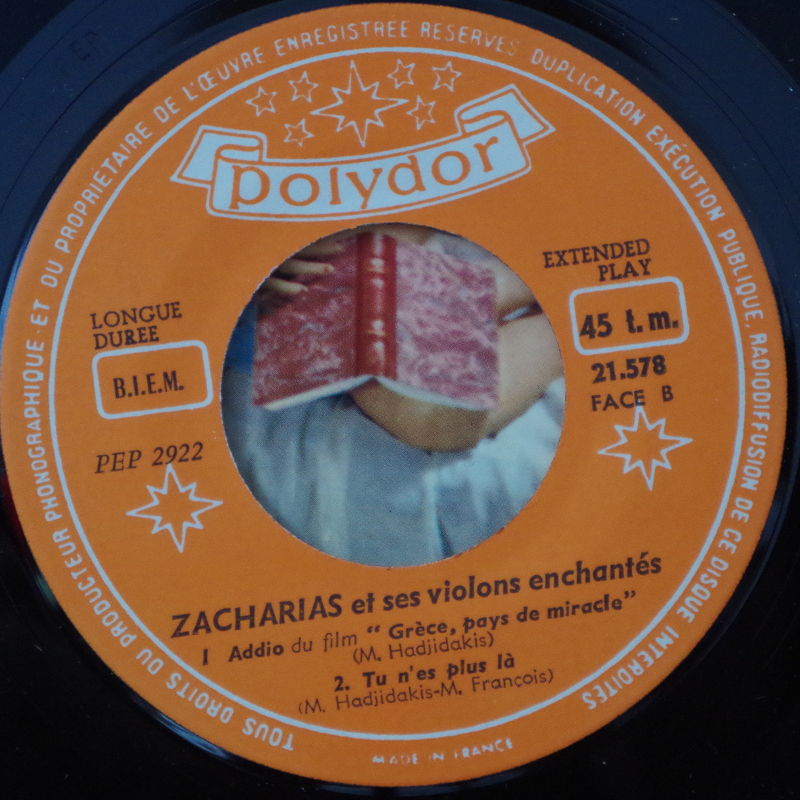 TOUS DROITS DU PRODUCTEUR PHONOGRAPHIQUE · ET DU PROPRIÉTAIRE DE L'ŒUVRE ENREGISTREE RESERVES DUPLICATION EXÉCUTION PUBLIQUE, RADIODIFFUSION DE CE DISQUE INTERDITES
polydor
EXTENDED
PLAY
45 t.m.
21.578
FACE B
LONGUE
DUREE
B.I.E.M.
PEP 2922
ZACHARIAS et ses violons enchantés
1 Addio du film "Grèce, pays de miracle"
(M. Hadjidakis)
2. Tu n'es plus là
(M. Hadjidakis-M. François)
MADE IN FRANCE